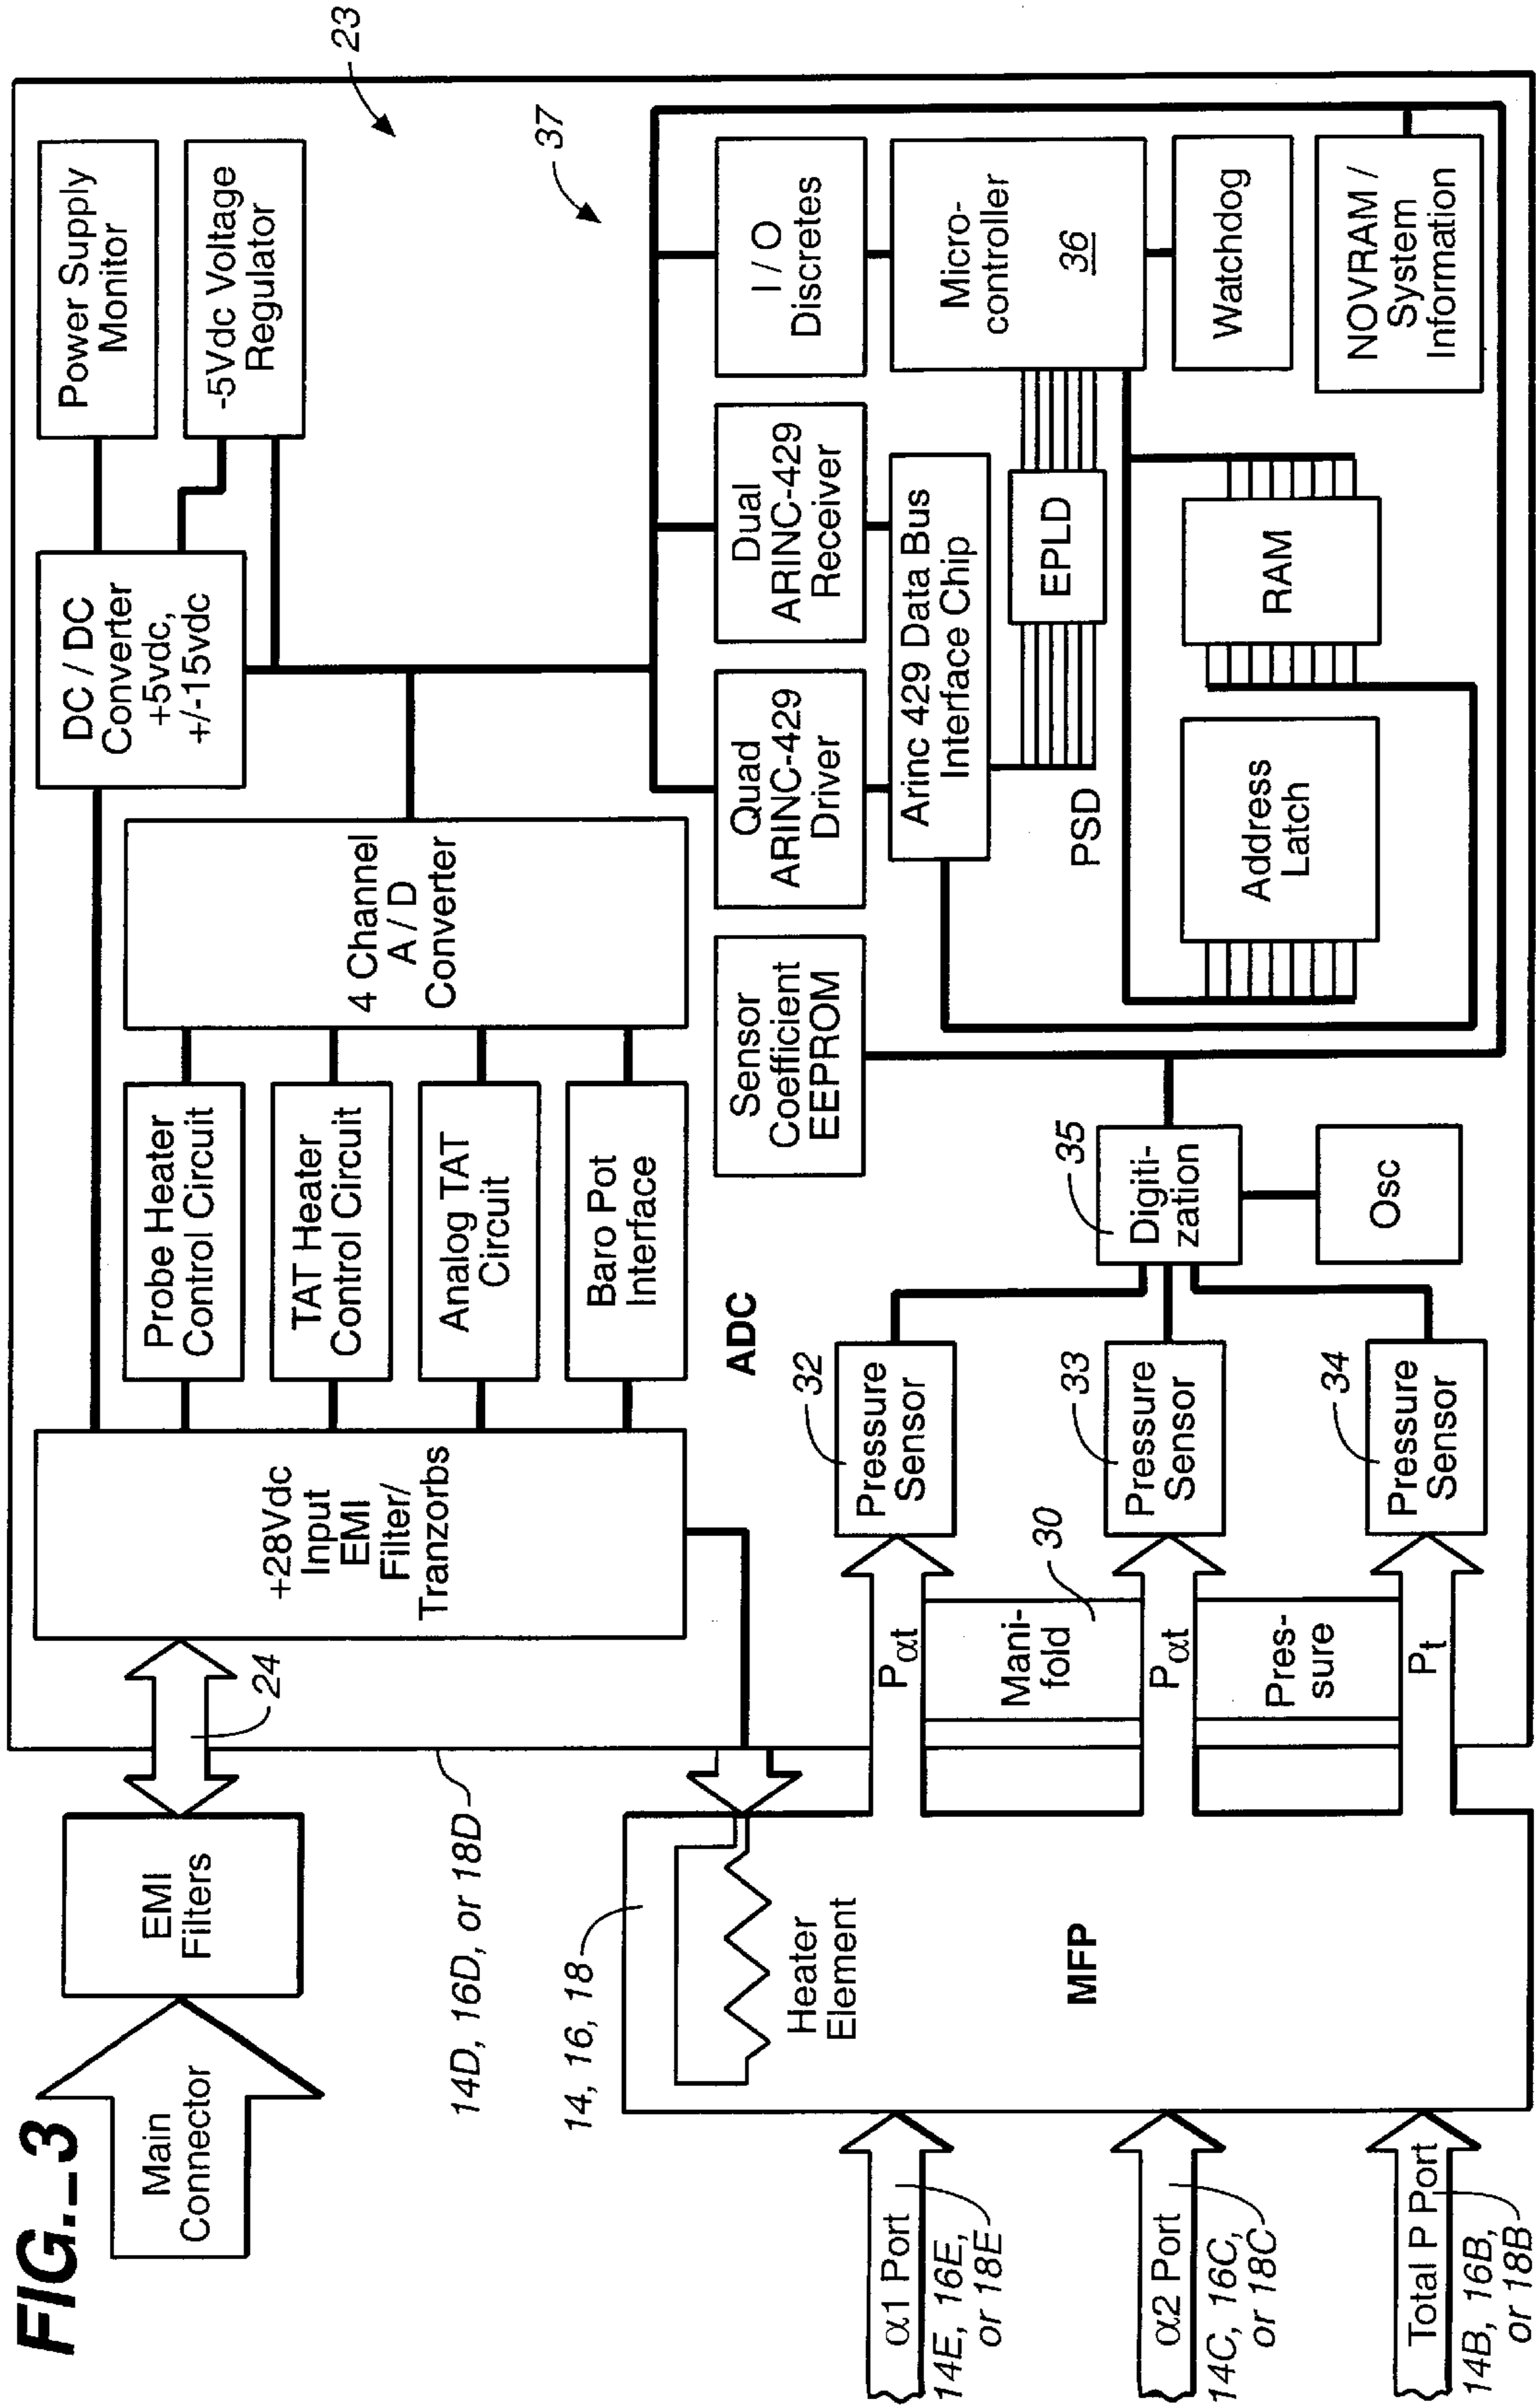 FIG._3
Main
Connector
EMI
Filters
24
+28Vdc
Input
EMI
Filter/
Tranzorbs
Probe Heater
Control Circuit
TAT Heater
Control Circuit
Analog TAT
Circuit
Baro Pot
Interface
4 Channel
A / D
Converter
DC / DC
Converter
+5vdc,
+/-15vdc
Power Supply
Monitor
-5Vdc Voltage
Regulator
23
37
14D, 16D, or 18D
14, 16, 18
Heater
Element
MFP
ADC
α1 Port
14E, 16E,
or 18E
α2 Port
14C, 16C,
or 18C
Total P Port
14B, 16B,
or 18B
Pαt
Mani-
fold
30
Pαt
Pres-
sure
Pt
32
Pressure
Sensor
33
Pressure
Sensor
34
Pressure
Sensor
35
Digiti-
zation
Osc
Sensor
Coefficient
EEPROM
Quad
ARINC-429
Driver
Dual
ARINC-429
Receiver
I / O
Discretes
Arinc 429 Data Bus
Interface Chip
Micro-
controller
36
PSD
EPLD
Watchdog
Address
Latch
RAM
NOVRAM /
System
Information